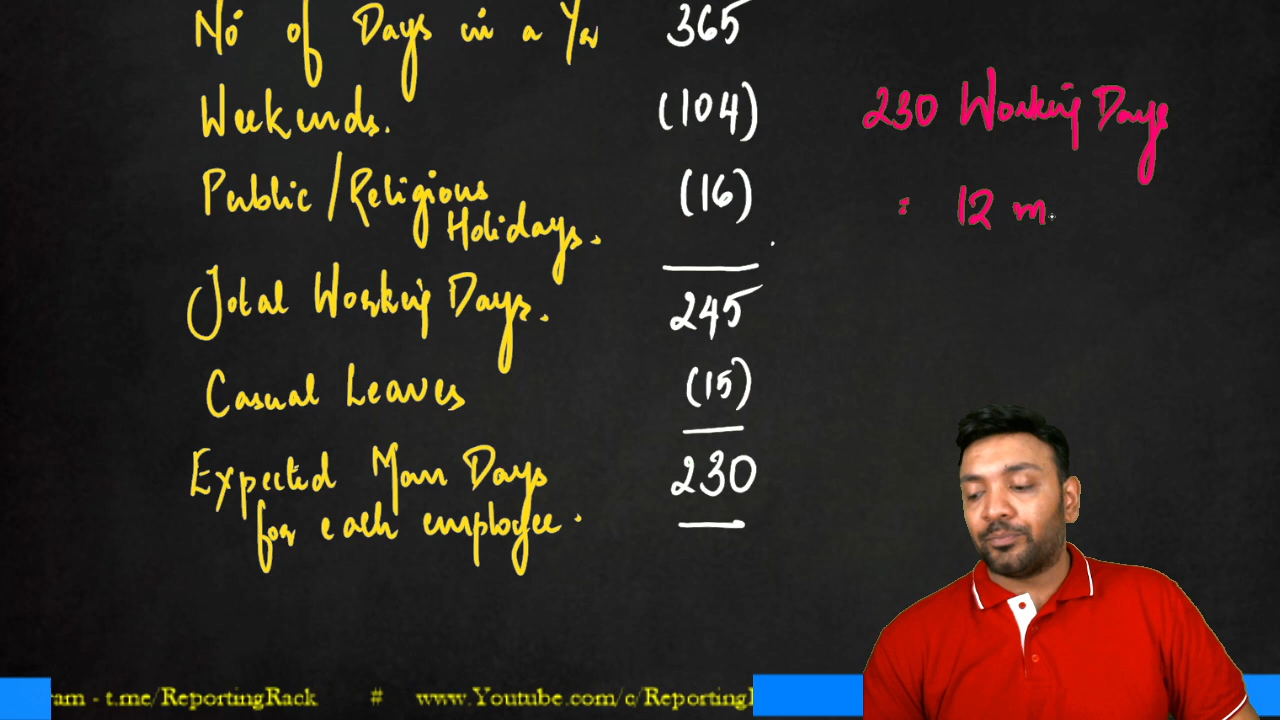 No of Days in a Year 365
Weekends. (104)
Public / Religious Holidays. (16)
Total Working Days. 245
Casual Leaves (15)
Expected Man Days for each employee. 230
230 Working Days
= 12 m
ram - t.me/ReportingRack # www.Youtube.com/c/Reporting